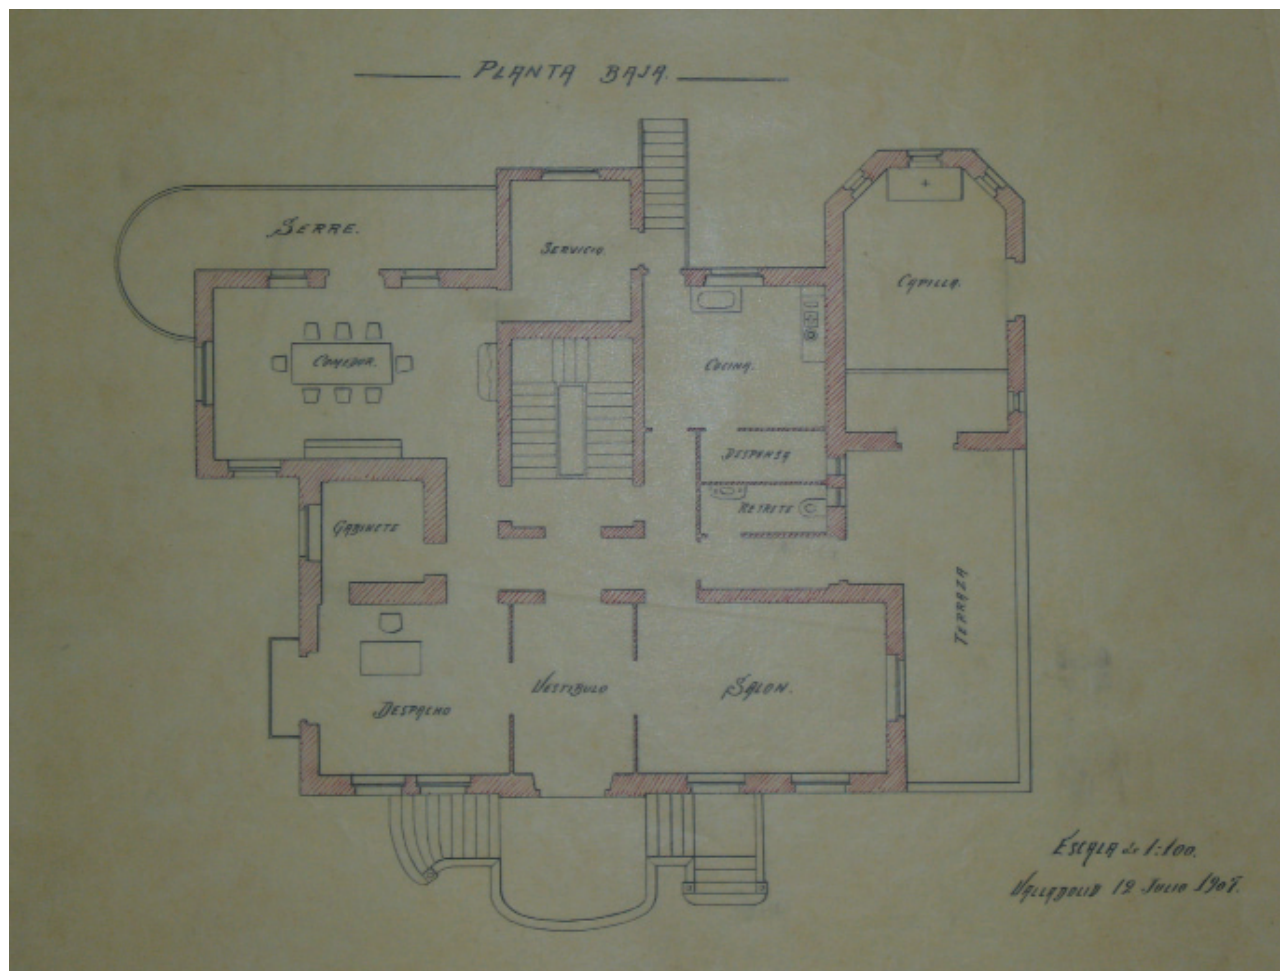 PLANTA BAJA.
SERRE.
SERVICIO
CAPILLA.
COMEDOR.
COCINA.
DESPENSA
RETRETE
GABINETE
TERRAZA
VESTIBULO
SALON.
DESPACHO
ESCALA de 1:100.
VALLADOLID 12 JULIO